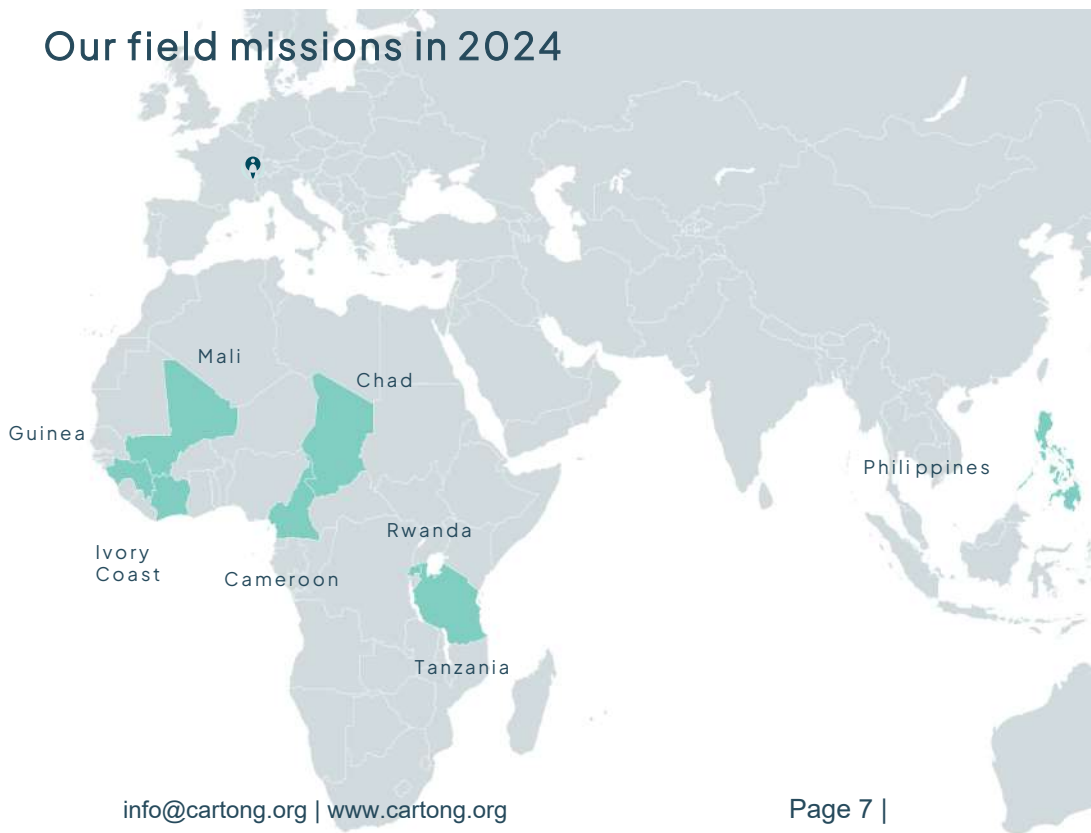 Our field missions in 2024
Mali
Chad
Guinea
Philippines
Rwanda
Ivory
Coast
Cameroon
Tanzania
info@cartong.org | www.cartong.org
Page 7 |